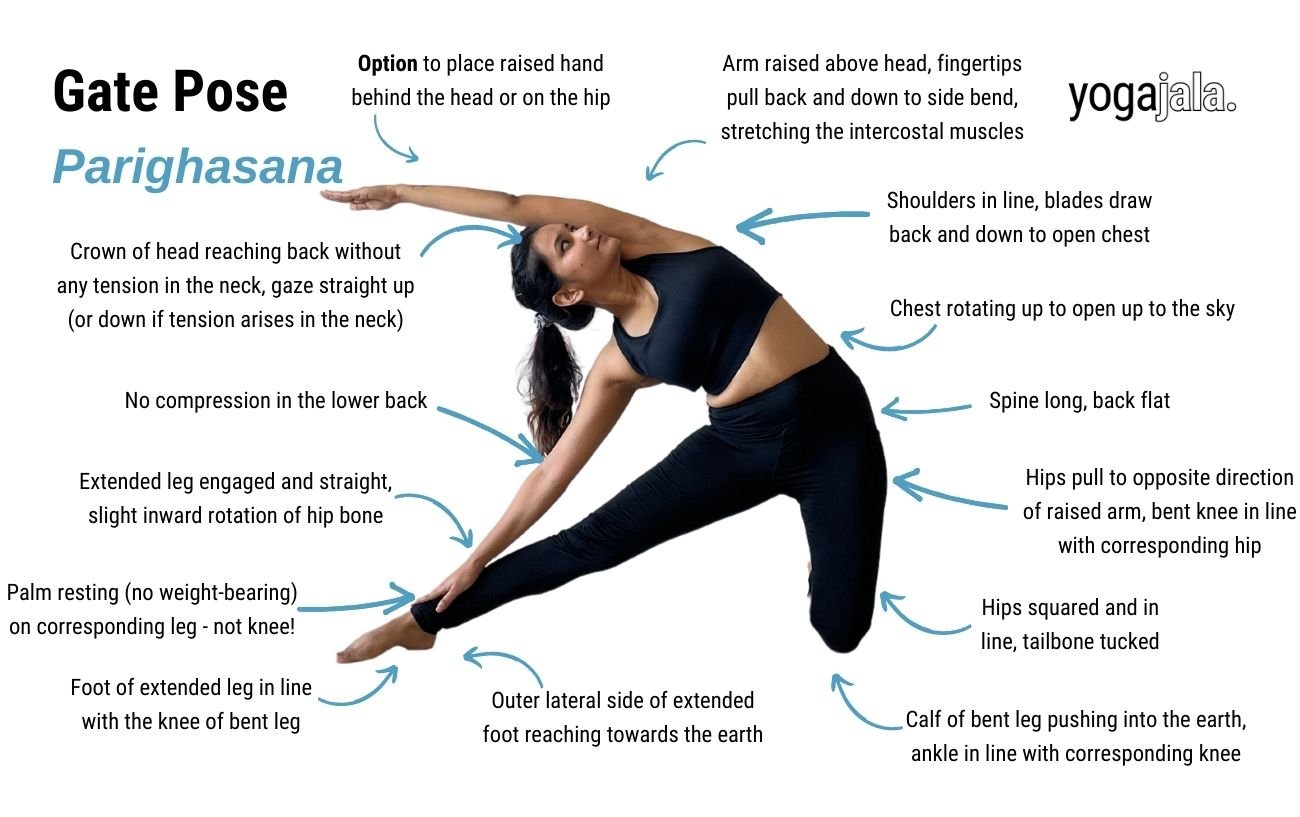 Gate Pose
Parighasana
Option to place raised hand
behind the head or on the hip
Arm raised above head, fingertips
pull back and down to side bend,
stretching the intercostal muscles
yogajala.
Shoulders in line, blades draw
back and down to open chest
Crown of head reaching back without
any tension in the neck, gaze straight up
(or down if tension arises in the neck)
Chest rotating up to open up to the sky
No compression in the lower back
Spine long, back flat
Extended leg engaged and straight,
slight inward rotation of hip bone
Hips pull to opposite direction
of raised arm, bent knee in line
with corresponding hip
Palm resting (no weight-bearing)
on corresponding leg - not knee!
Hips squared and in
line, tailbone tucked
Foot of extended leg in line
with the knee of bent leg
Outer lateral side of extended
foot reaching towards the earth
Calf of bent leg pushing into the earth,
ankle in line with corresponding knee